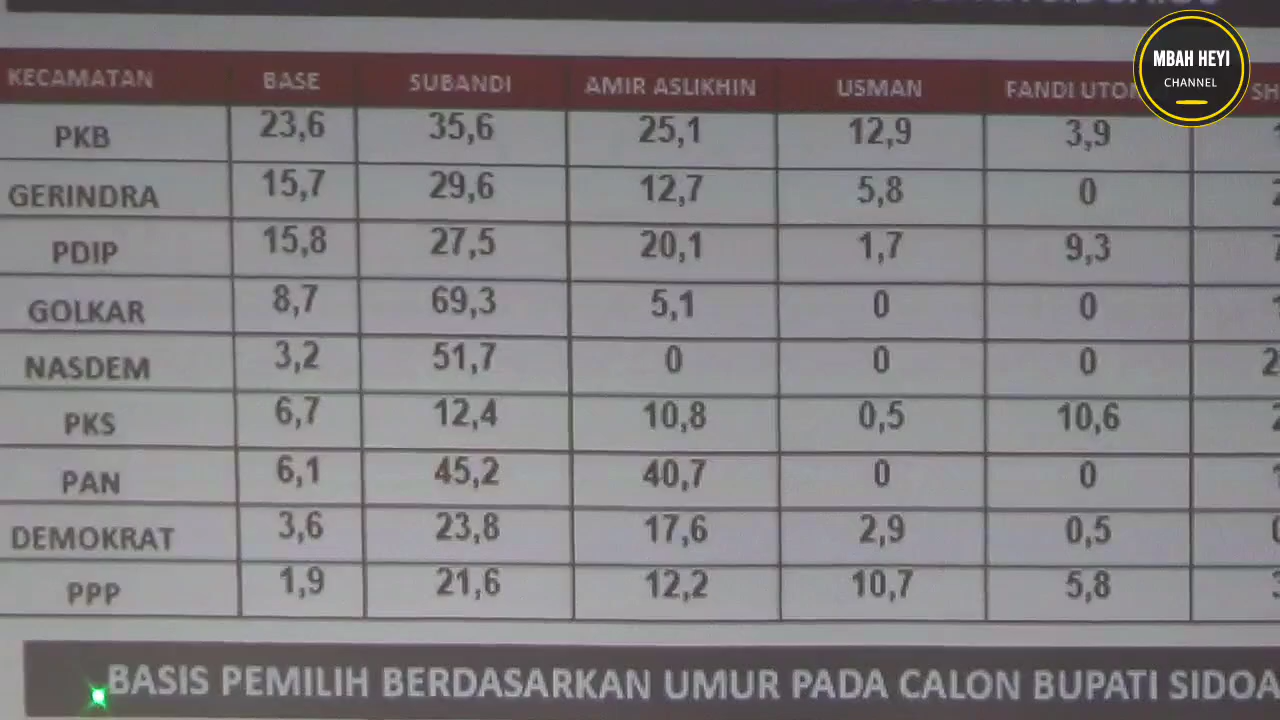 MBAH HEYI
CHANNEL
KECAMATAN BASE SUBANDI AMIR ASLIKHIN USMAN FANDI
PKB 23,6 35,6 25,1 12,9 3,9
GERINDRA 15,7 29,6 12,7 5,8 0
PDIP 15,8 27,5 20,1 1,7 9,3
GOLKAR 8,7 69,3 5,1 0 0
NASDEM 3,2 51,7 0 0 0
PKS 6,7 12,4 10,8 0,5 10,6
PAN 6,1 45,2 40,7 0 0
DEMOKRAT 3,6 23,8 17,6 2,9 0,5
PPP 1,9 21,6 12,2 10,7 5,8
BASIS PEMILIH BERDASARKAN UMUR PADA CALON BUPATI SIDOA